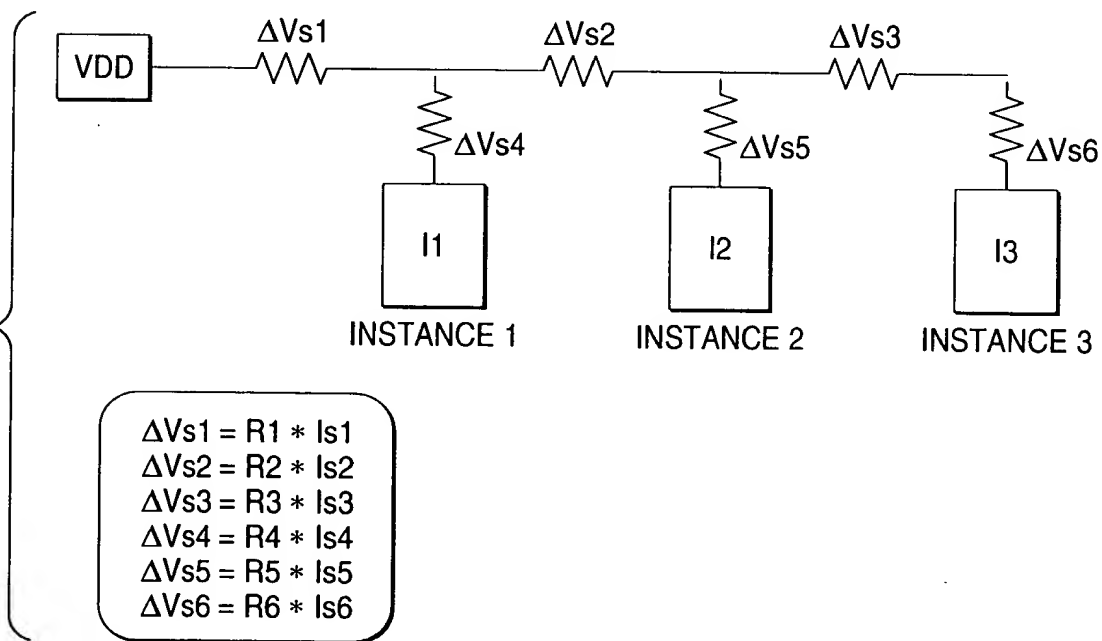 ΔVs1 ΔVs2 ΔVs3
VDD
ΔVs4 ΔVs5 ΔVs6
I1 I2 I3
INSTANCE 1 INSTANCE 2 INSTANCE 3
ΔVs1 = R1 * Is1
ΔVs2 = R2 * Is2
ΔVs3 = R3 * Is3
ΔVs4 = R4 * Is4
ΔVs5 = R5 * Is5
ΔVs6 = R6 * Is6